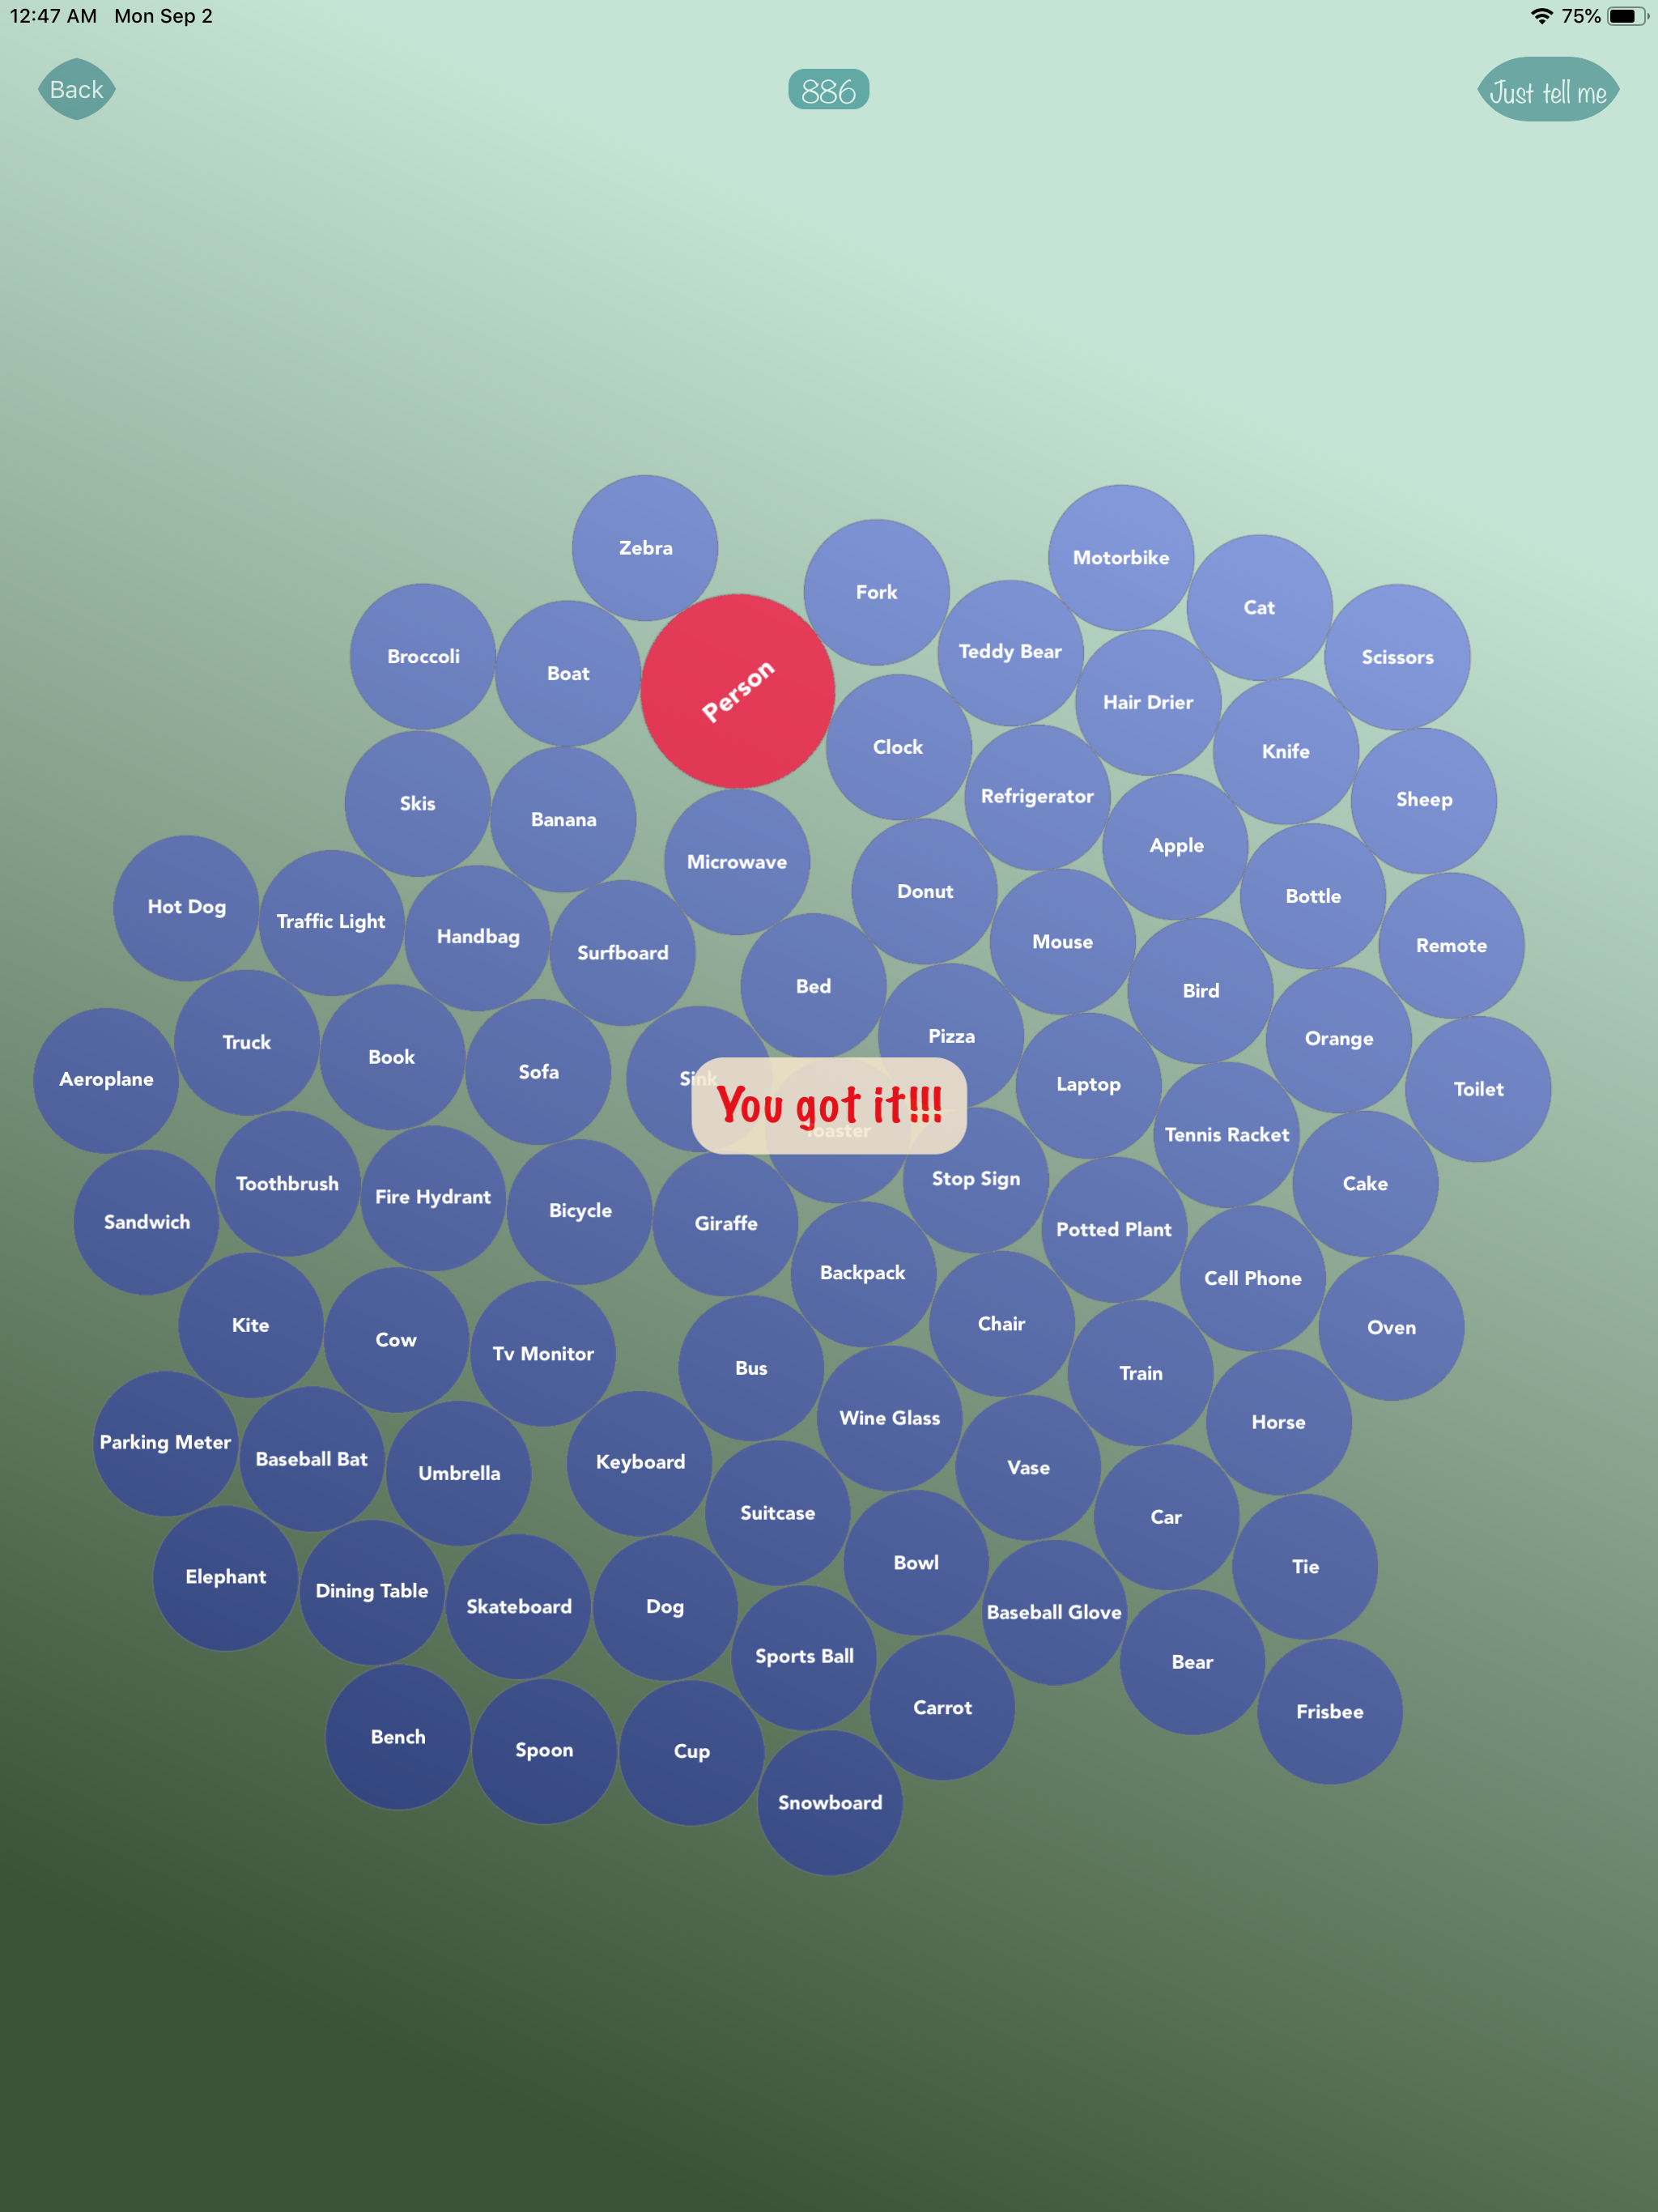 12:47 AM Mon Sep 2
75%
Back
886
Just tell me
Zebra
Motorbike
Fork
Cat
Teddy Bear
Broccoli
Scissors
Boat
Person
Hair Drier
Clock
Knife
Refrigerator
Sheep
Skis
Banana
Apple
Microwave
Donut
Bottle
Hot Dog
Traffic Light
Handbag
Mouse
Remote
Surfboard
Bed
Bird
Pizza
Orange
Truck
Book
Sofa
Aeroplane
Sink
Laptop
Toilet
You got it!!!
Toaster
Tennis Racket
Stop Sign
Toothbrush
Cake
Fire Hydrant
Bicycle
Sandwich
Giraffe
Potted Plant
Backpack
Cell Phone
Kite
Chair
Oven
Cow
Tv Monitor
Bus
Train
Wine Glass
Horse
Parking Meter
Baseball Bat
Keyboard
Vase
Umbrella
Suitcase
Car
Bowl
Tie
Elephant
Dining Table
Skateboard
Dog
Baseball Glove
Sports Ball
Bear
Carrot
Frisbee
Bench
Spoon
Cup
Snowboard